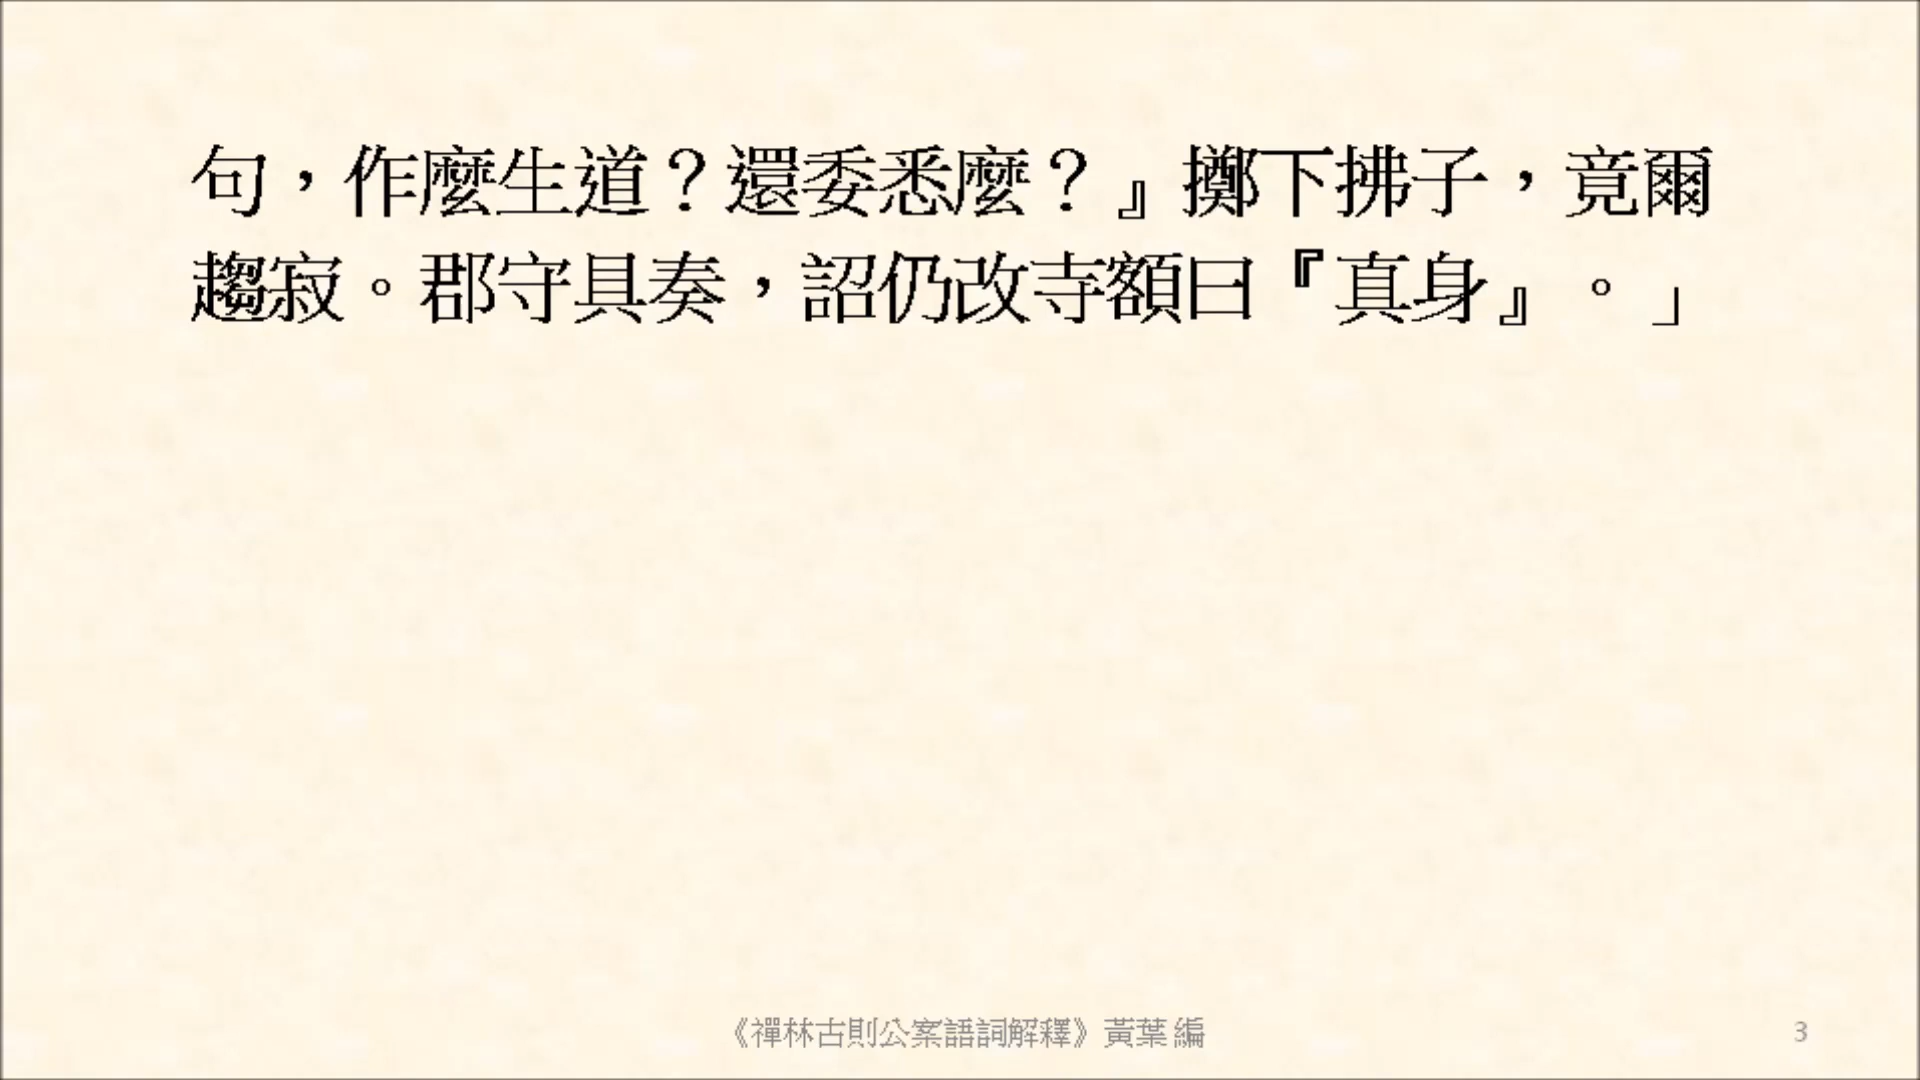 句，作麼生道？還委悉麼？』擲下拂子，竟爾
趨寂。郡守具奏，詔仍改寺額曰『真身』。」
《禪林古則公案語詞解釋》黃葉 編
3